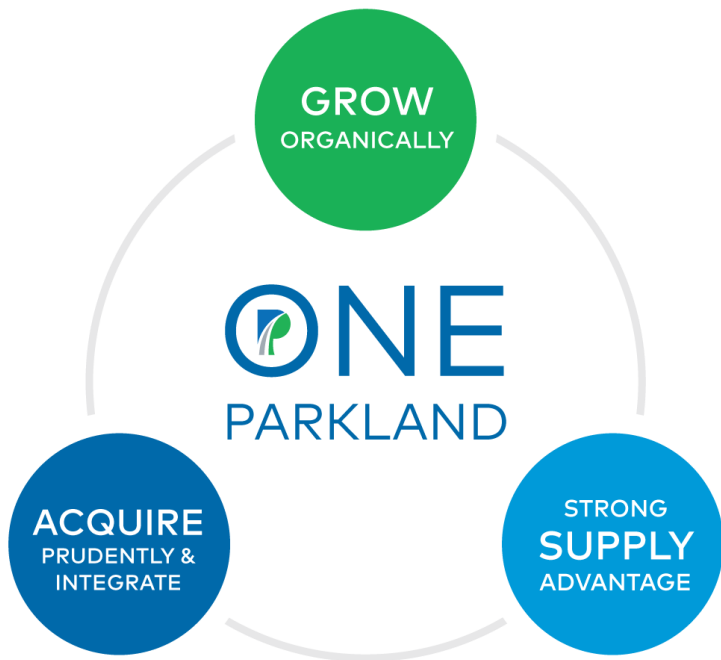 GROW
ORGANICALLY
ONE
PARKLAND
ACQUIRE
PRUDENTLY &
INTEGRATE
STRONG
SUPPLY
ADVANTAGE